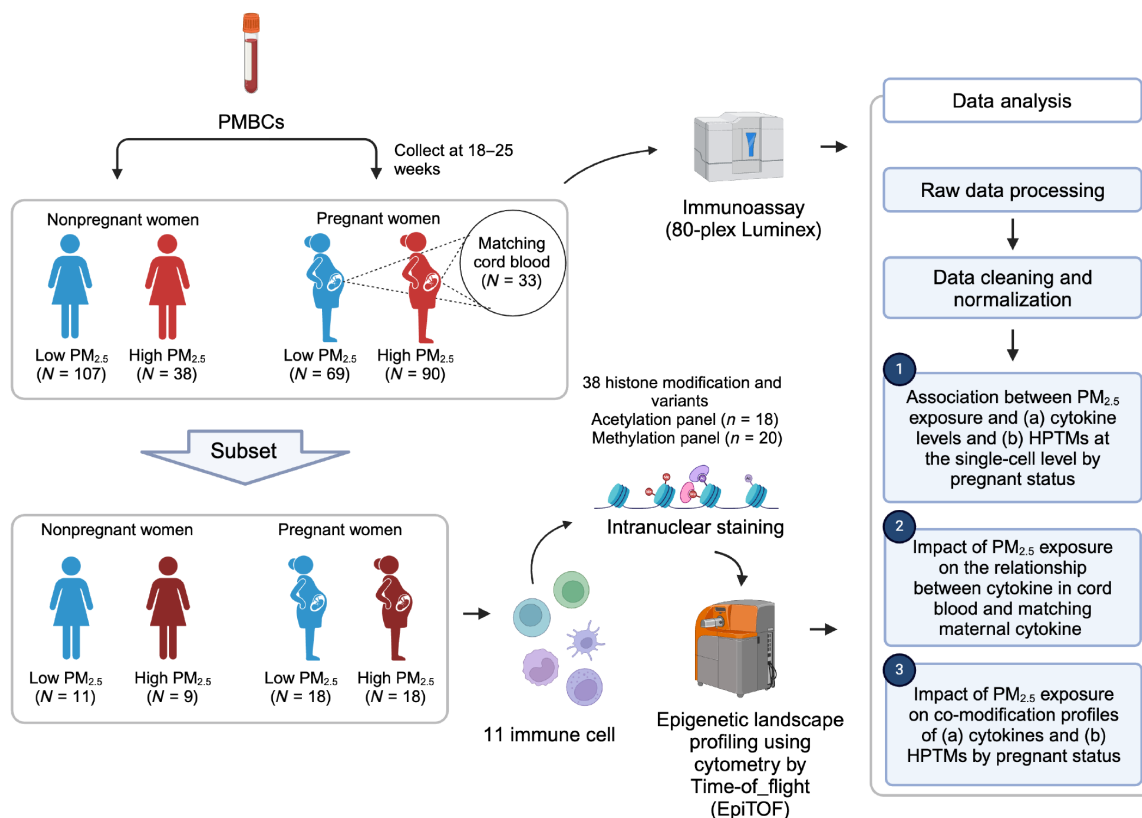 PMBCs
Collect at 18–25
weeks
Nonpregnant women
Pregnant women
Matching
cord blood
(N = 33)
Low PM2.5
(N = 107)
High PM2.5
(N = 38)
Low PM2.5
(N = 69)
High PM2.5
(N = 90)
Immunoassay
(80-plex Luminex)
Subset
Nonpregnant women
Pregnant women
Low PM2.5
(N = 11)
High PM2.5
(N = 9)
Low PM2.5
(N = 18)
High PM2.5
(N = 18)
11 immune cell
38 histone modification and
variants
Acetylation panel (n = 18)
Methylation panel (n = 20)
Intranuclear staining
Epigenetic landscape
profiling using
cytometry by
Time-of_flight
(EpiTOF)
Data analysis
Raw data processing
Data cleaning and
normalization
1
Association between PM2.5
exposure and (a) cytokine
levels and (b) HPTMs at
the single-cell level by
pregnant status
2
Impact of PM2.5 exposure
on the relationship
between cytokine in cord
blood and matching
maternal cytokine
3
Impact of PM2.5 exposure
on co-modification profiles
of (a) cytokines and (b)
HPTMs by pregnant status